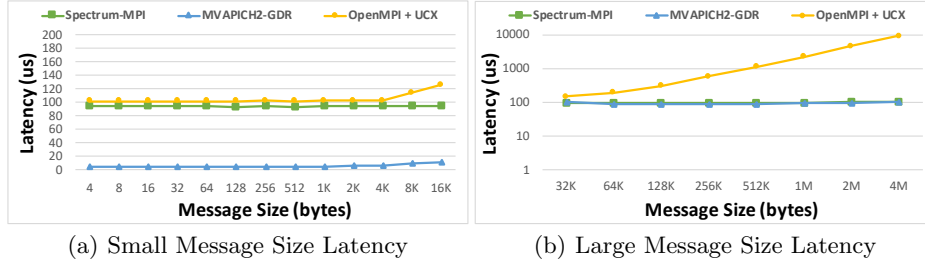 Spectrum-MPI MVAPICH2-GDR OpenMPI + UCX
Latency (us)
200
180
160
140
120
100
80
60
40
20
0
4 8 16 32 64 128 256 512 1K 2K 4K 8K 16K
Message Size (bytes)
(a) Small Message Size Latency
Spectrum-MPI MVAPICH2-GDR OpenMPI + UCX
Latency (us)
10000
1000
100
10
1
32K 64K 128K 256K 512K 1M 2M 4M
Message Size (bytes)
(b) Large Message Size Latency